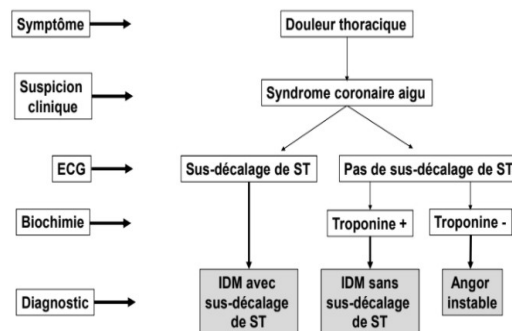 Symptôme
Douleur thoracique
Suspicion
clinique
Syndrome coronaire aigu
ECG
Sus-décalage de ST
Pas de sus-décalage de ST
Biochimie
Troponine +
Troponine -
Diagnostic
IDM avec
sus-décalage
de ST
IDM sans
sus-décalage
de ST
Angor
instable